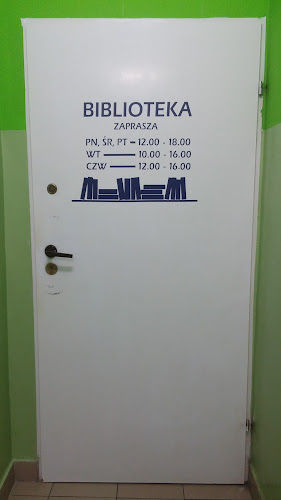 BIBLIOTEKA
ZAPRASZA
PN, ŚR, PT - 12.00 - 18.00
WT — 10.00 - 16.00
CZW — 12.00 - 16.00